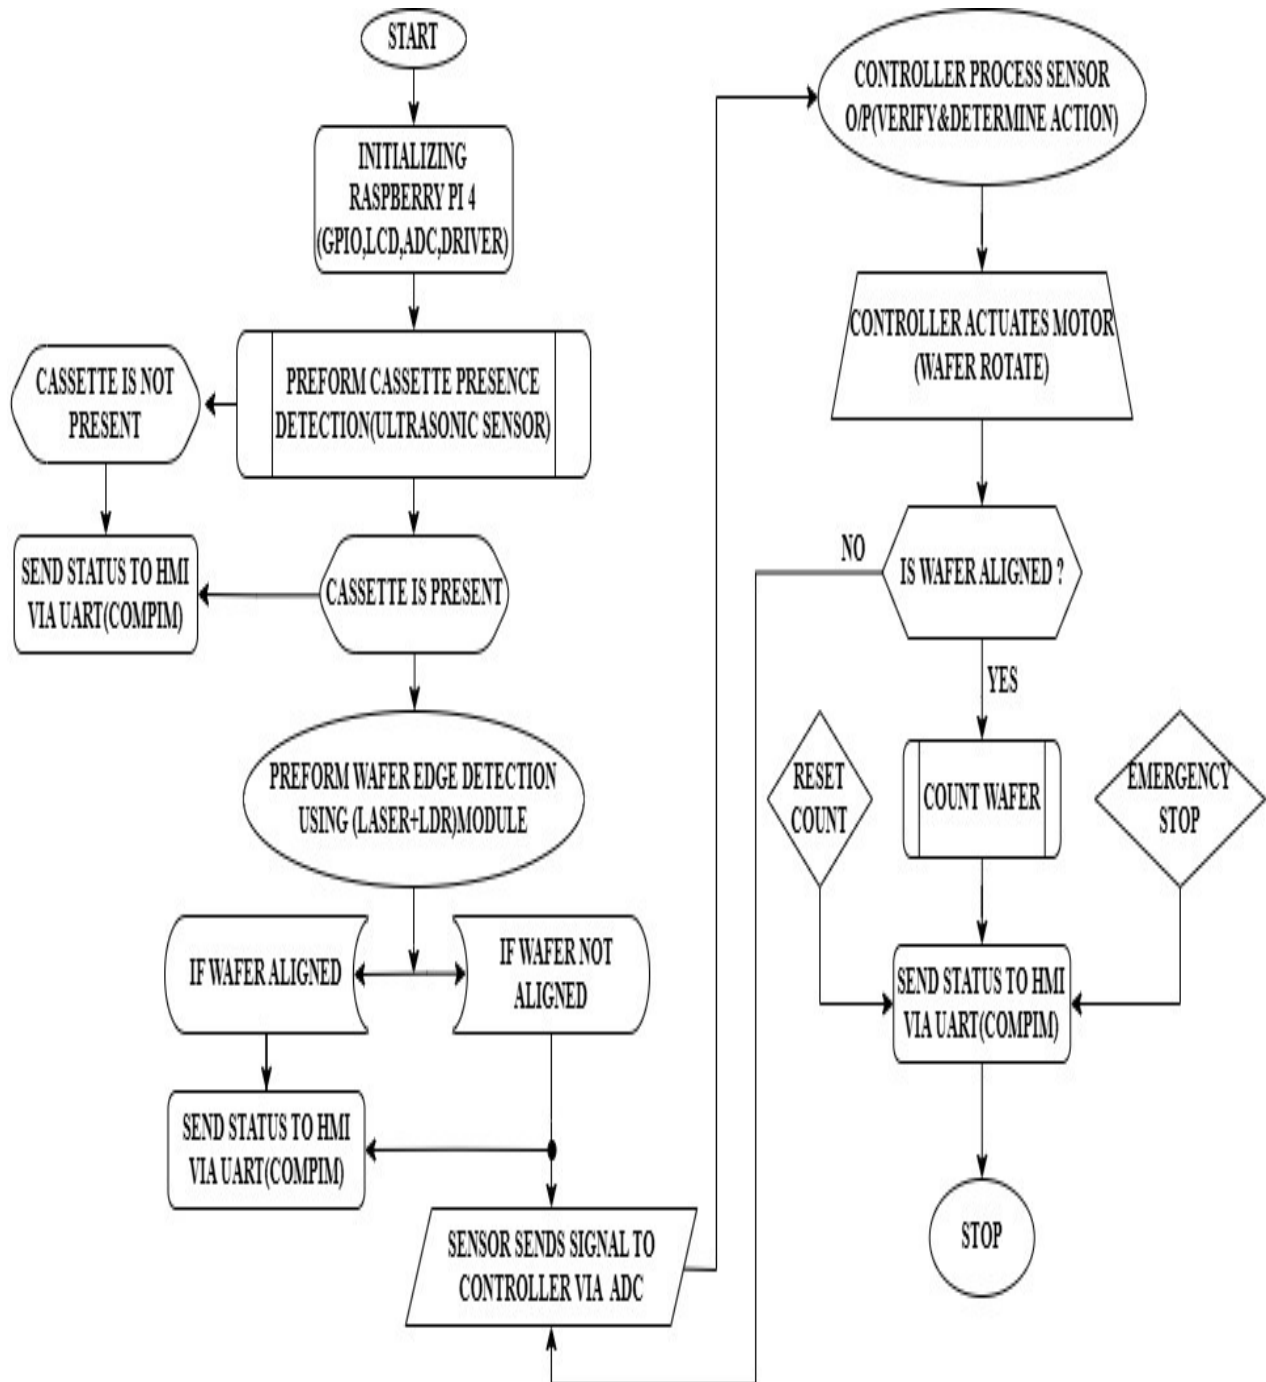 START
INITIALIZING
RASPBERRY PI 4
(GPIO,LCD,ADC,DRIVER)
PREFORM CASSETTE PRESENCE
DETECTION(ULTRASONIC SENSOR)
CASSETTE IS NOT
PRESENT
SEND STATUS TO HMI
VIA UART(COMPIM)
CASSETTE IS PRESENT
PREFORM WAFER EDGE DETECTION
USING (LASER+LDR)MODULE
IF WAFER ALIGNED
IF WAFER NOT
ALIGNED
SEND STATUS TO HMI
VIA UART(COMPIM)
SENSOR SENDS SIGNAL TO
CONTROLLER VIA ADC
CONTROLLER PROCESS SENSOR
O/P(VERIFY&DETERMINE ACTION)
CONTROLLER ACTUATES MOTOR
(WAFER ROTATE)
NO
IS WAFER ALIGNED ?
YES
RESET
COUNT
COUNT WAFER
EMERGENCY
STOP
SEND STATUS TO HMI
VIA UART(COMPIM)
STOP